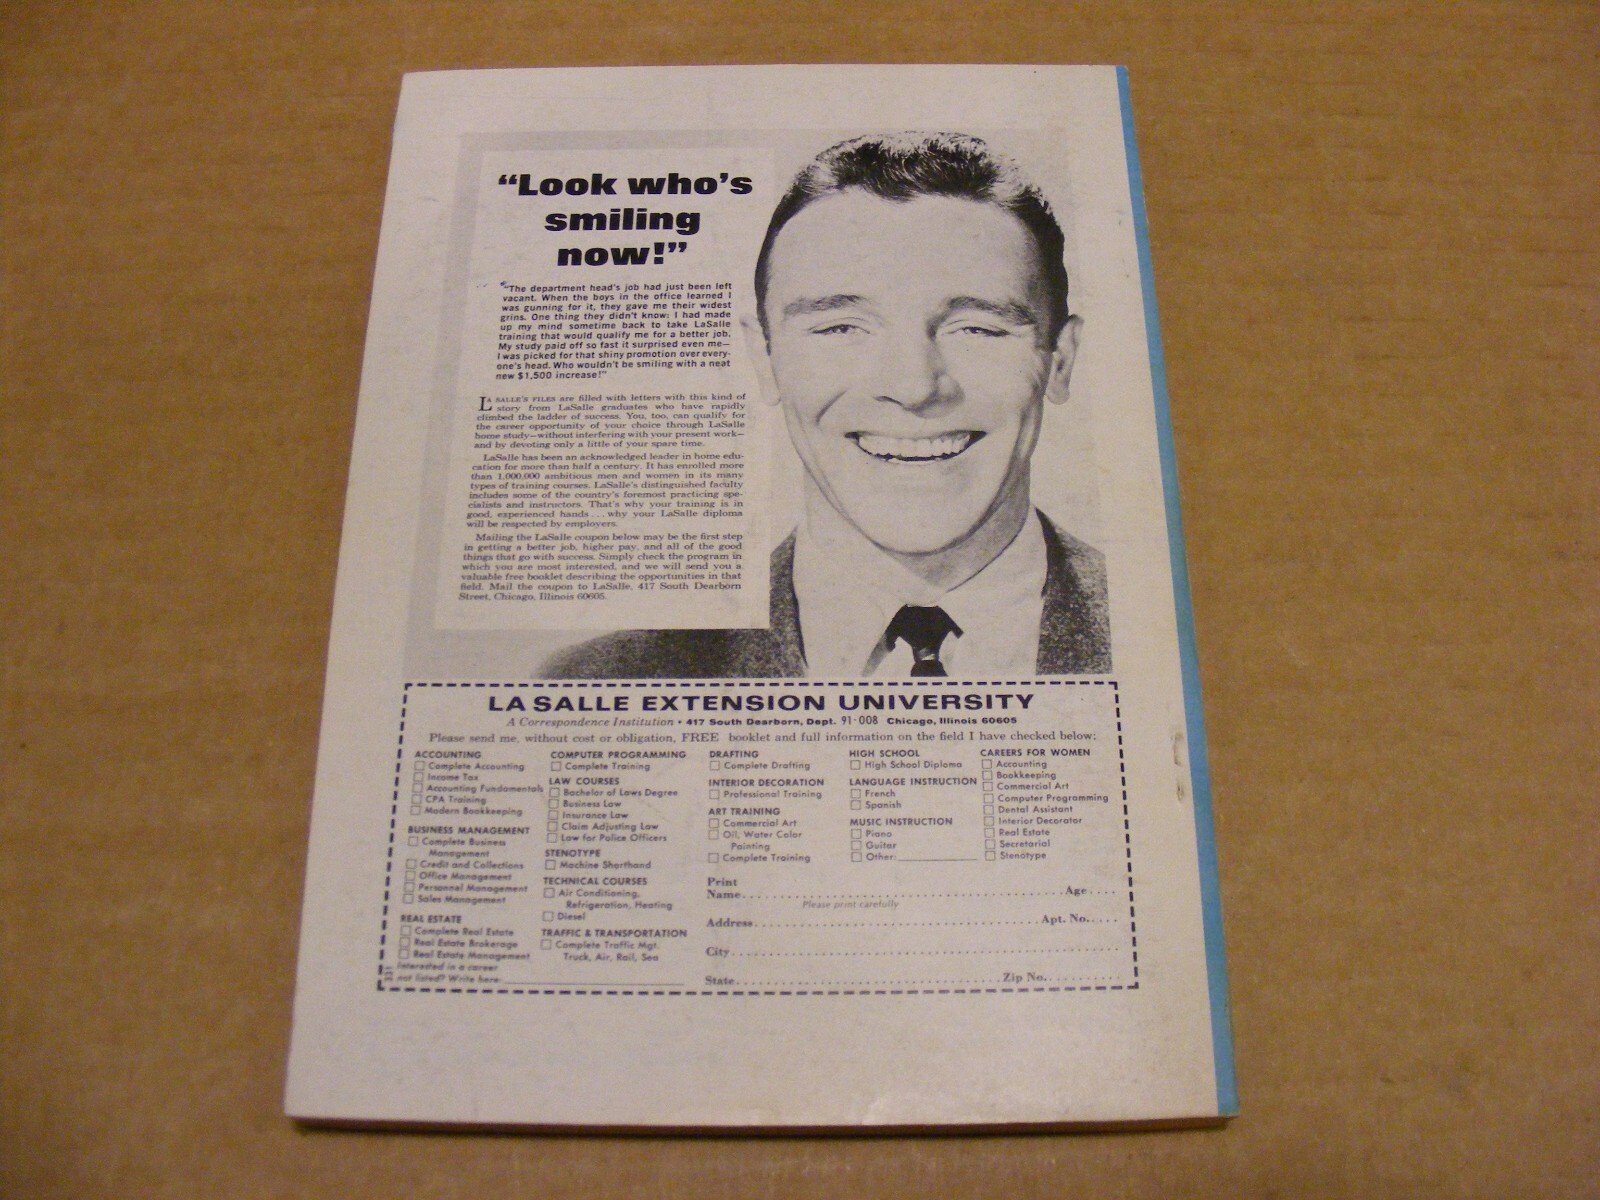 “Look who’s
smiling
now!”
“The department head’s job had just been left
vacant. When the boys in the office learned I
was gunning for it, they gave me their widest
grins. One thing they didn’t know: I had made
up my mind sometime back to take LaSalle
training that would qualify me for a better job.
My study paid off so fast it surprised even me—
I was picked for that shiny promotion over every-
one’s head. Who wouldn’t be smiling with a neat
new $1,500 increase!”
LA SALLE’S FILES are filled with letters with this kind of
story from LaSalle graduates who have rapidly
climbed the ladder of success. You, too, can qualify for
the career opportunity of your choice through LaSalle
home study—without interfering with your present work—
and by devoting only a little of your spare time.
LaSalle has been an acknowledged leader in home edu-
cation for more than half a century. It has enrolled more
than 1,000,000 ambitious men and women in its many
types of training courses. LaSalle’s distinguished faculty
includes some of the country’s foremost practicing spe-
cialists and instructors. That’s why your training is in
good, experienced hands . . . why your LaSalle diploma
will be respected by employers.
Mailing the LaSalle coupon below may be the first step
in getting a better job, higher pay, and all of the good
things that go with success. Simply check the program in
which you are most interested, and we will send you a
valuable free booklet describing the opportunities in that
field. Mail the coupon to LaSalle, 417 South Dearborn
Street, Chicago, Illinois 60605.
LA SALLE EXTENSION UNIVERSITY
A Correspondence Institution • 417 South Dearborn, Dept. 91-008 Chicago, Illinois 60605
Please send me, without cost or obligation, FREE booklet and full information on the field I have checked below:
ACCOUNTING
Complete Accounting
Income Tax
Accounting Fundamentals
CPA Training
Modern Bookkeeping
BUSINESS MANAGEMENT
Complete Business
Management
Credit and Collections
Office Management
Personnel Management
Sales Management
REAL ESTATE
Complete Real Estate
Real Estate Brokerage
Real Estate Management
Interested in a career
not listed? Write here:
331
COMPUTER PROGRAMMING
Complete Training
LAW COURSES
Bachelor of Laws Degree
Business Law
Insurance Law
Claim Adjusting Law
Law for Police Officers
STENOTYPE
Machine Shorthand
TECHNICAL COURSES
Air Conditioning,
Refrigeration, Heating
Diesel
TRAFFIC & TRANSPORTATION
Complete Traffic Mgt.
Truck, Air, Rail, Sea
DRAFTING
Complete Drafting
INTERIOR DECORATION
Professional Training
ART TRAINING
Commercial Art
Oil, Water Color
Painting
Complete Training
HIGH SCHOOL
High School Diploma
LANGUAGE INSTRUCTION
French
Spanish
MUSIC INSTRUCTION
Piano
Guitar
Other:
CAREERS FOR WOMEN
Accounting
Bookkeeping
Commercial Art
Computer Programming
Dental Assistant
Interior Decorator
Real Estate
Secretarial
Stenotype
Print
Name Age
Please print carefully
Address Apt. No.
City
State Zip No.